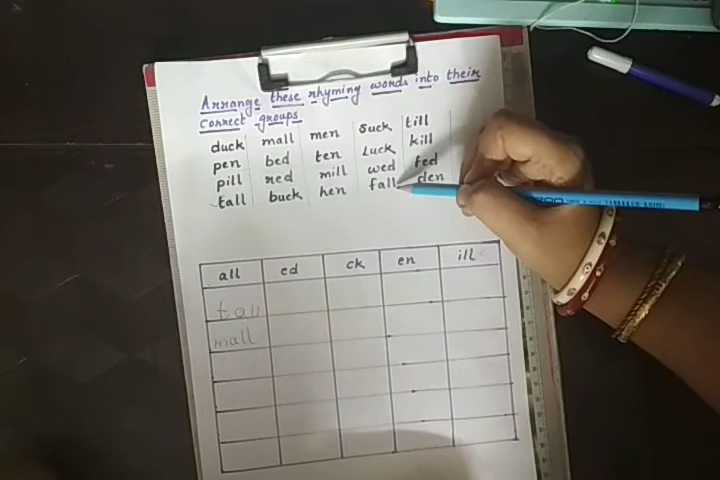 Arrange these rhyming words into their
correct groups
duck mall men suck till
pen bed ten luck kill
pill red mill wed fed
tall buck hen fall den
all ed ck en ill
tall
mall